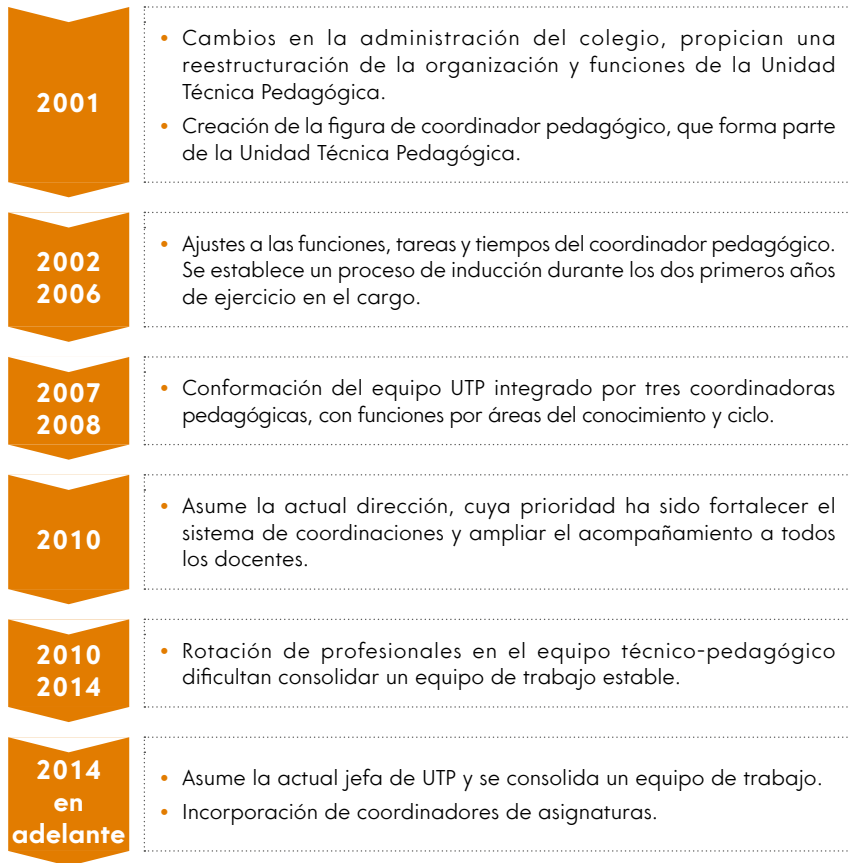 2001
• Cambios en la administración del colegio, propician una
reestructuración de la organización y funciones de la Unidad
Técnica Pedagógica.
• Creación de la figura de coordinador pedagógico, que forma parte
de la Unidad Técnica Pedagógica.
2002
2006
• Ajustes a las funciones, tareas y tiempos del coordinador pedagógico.
Se establece un proceso de inducción durante los dos primeros años
de ejercicio en el cargo.
2007
2008
• Conformación del equipo UTP integrado por tres coordinadoras
pedagógicas, con funciones por áreas del conocimiento y ciclo.
2010
• Asume la actual dirección, cuya prioridad ha sido fortalecer el
sistema de coordinaciones y ampliar el acompañamiento a todos
los docentes.
2010
2014
• Rotación de profesionales en el equipo técnico-pedagógico
dificultan consolidar un equipo de trabajo estable.
2014
en
adelante
• Asume la actual jefa de UTP y se consolida un equipo de trabajo.
• Incorporación de coordinadores de asignaturas.